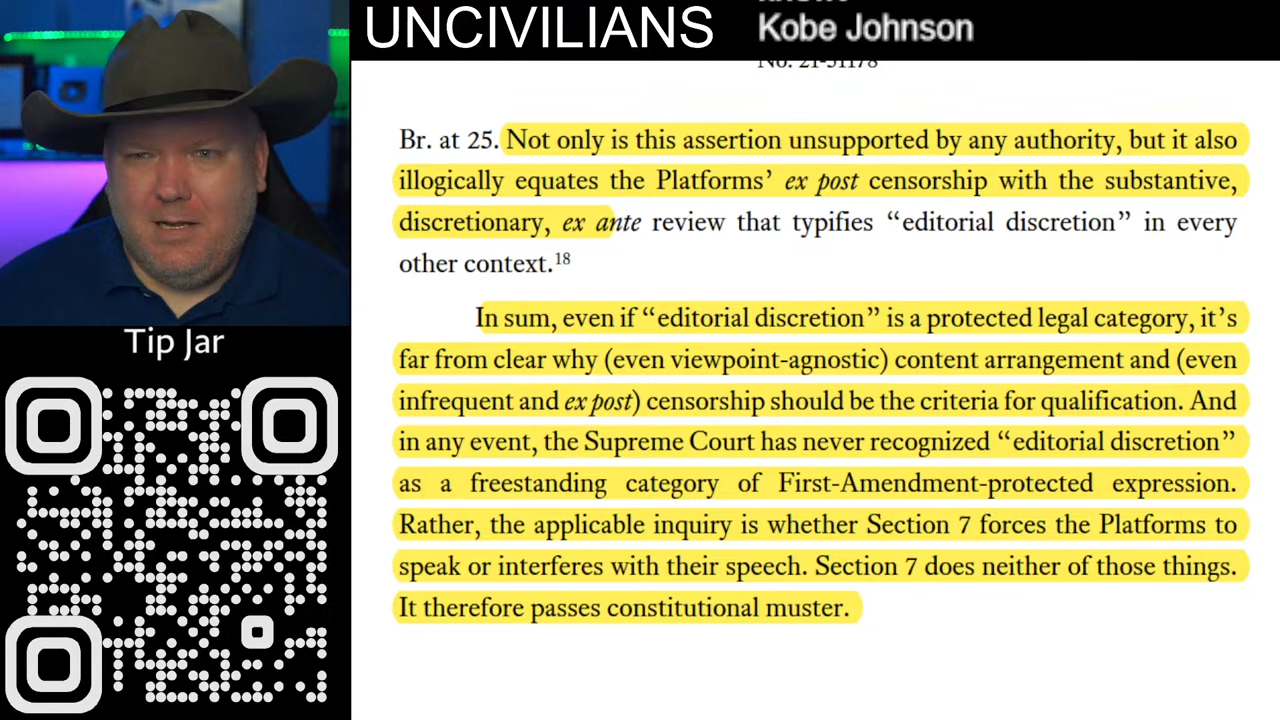 UNCIVILIANS
Kobe Johnson
No. 21-51178
Br. at 25. Not only is this assertion unsupported by any authority, but it also
illogically equates the Platforms’ ex post censorship with the substantive,
discretionary, ex ante review that typifies “editorial discretion” in every
other context.18
In sum, even if “editorial discretion” is a protected legal category, it’s
far from clear why (even viewpoint-agnostic) content arrangement and (even
infrequent and ex post) censorship should be the criteria for qualification. And
in any event, the Supreme Court has never recognized “editorial discretion”
as a freestanding category of First-Amendment-protected expression.
Rather, the applicable inquiry is whether Section 7 forces the Platforms to
speak or interferes with their speech. Section 7 does neither of those things.
It therefore passes constitutional muster.
Tip Jar